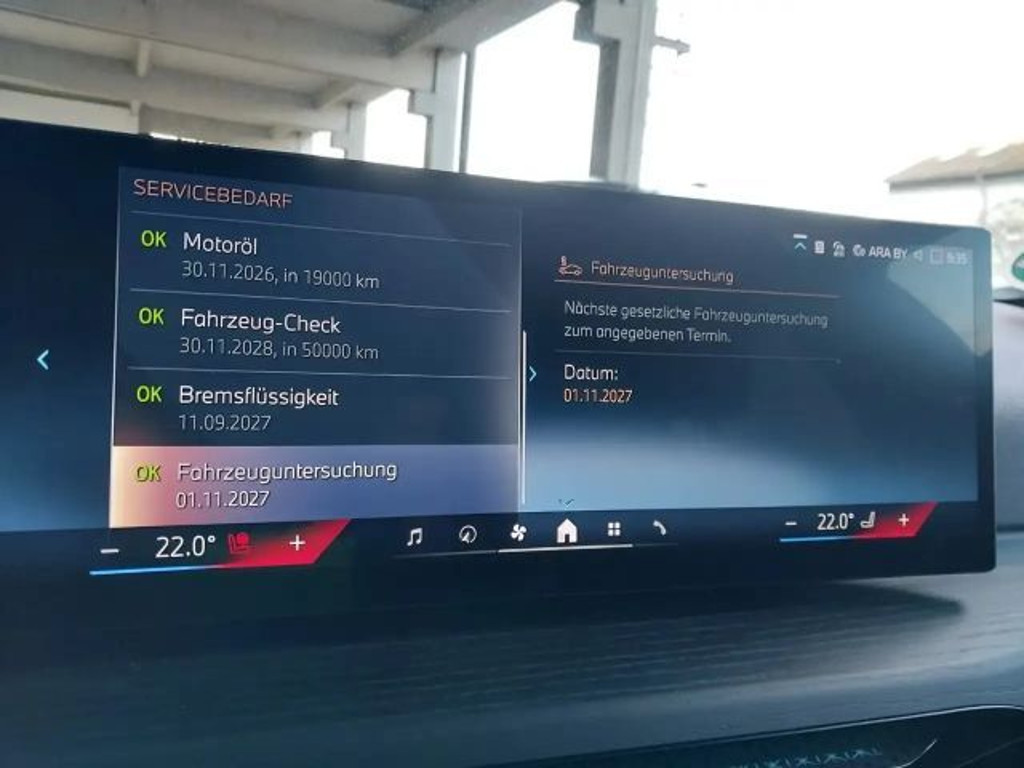 SERVICEBEDARF
OK Motoröl
30.11.2026, in 19000 km
OK Fahrzeug-Check
30.11.2028, in 50000 km
OK Bremsflüssigkeit
11.09.2027
OK Fahrzeuguntersuchung
01.11.2027
ARA BY
Fahrzeuguntersuchung
Nächste gesetzliche Fahrzeuguntersuchung
zum angegebenen Termin.
Datum:
01.11.2027
− 22.0° +
− 22.0° +